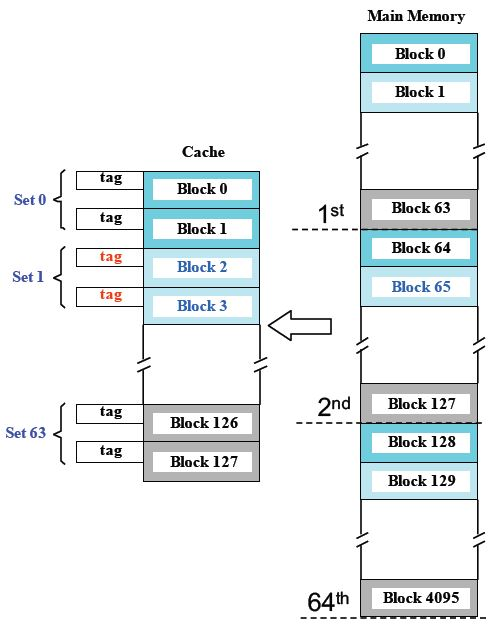 Main Memory
Block 0
Block 1
Cache
Set 0
tag
Block 0
tag
Block 1
Set 1
tag
Block 2
tag
Block 3
Set 63
tag
Block 126
tag
Block 127
1st
Block 63
Block 64
Block 65
2nd
Block 127
Block 128
Block 129
64th
Block 4095